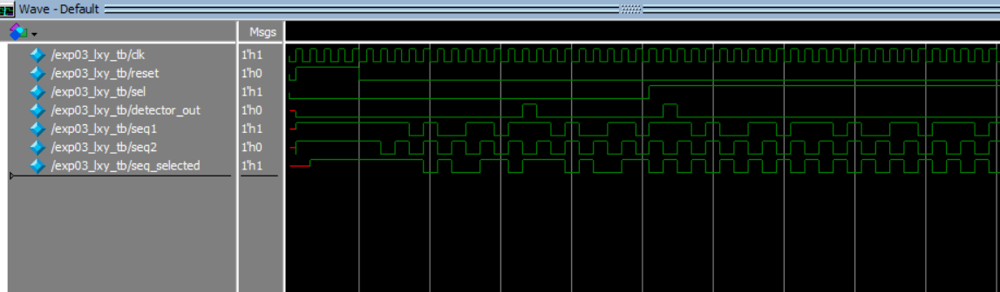 Wave - Default
Msgs
/exp03_lxy_tb/clk 1'h1
/exp03_lxy_tb/reset 1'h0
/exp03_lxy_tb/sel 1'h1
/exp03_lxy_tb/detector_out 1'h0
/exp03_lxy_tb/seq1 1'h1
/exp03_lxy_tb/seq2 1'h0
/exp03_lxy_tb/seq_selected 1'h1